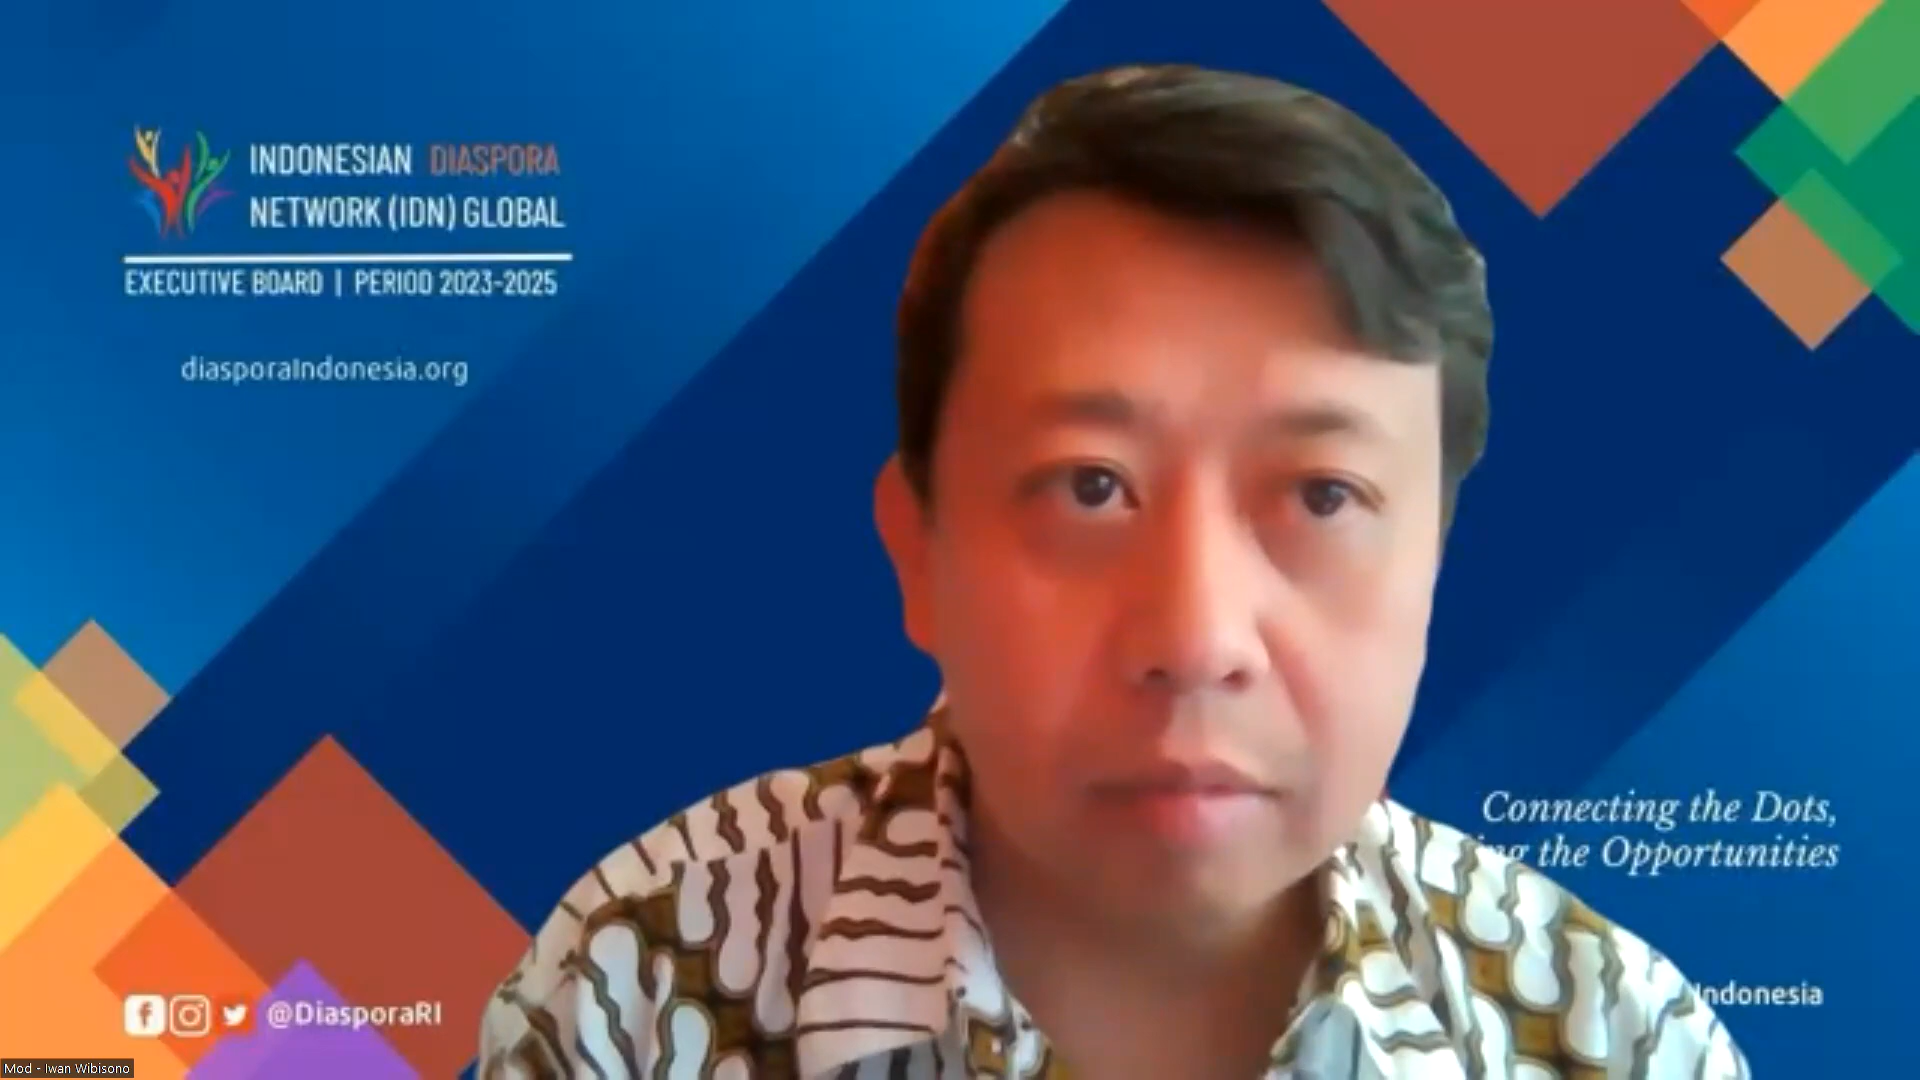 INDONESIAN DIASPORA
NETWORK (IDN) GLOBAL
EXECUTIVE BOARD | PERIOD 2023-2025
diasporaIndonesia.org
Connecting the Dots,
the Opportunities
@DiasporaRI
Indonesia
Mod - Iwan Wibisono